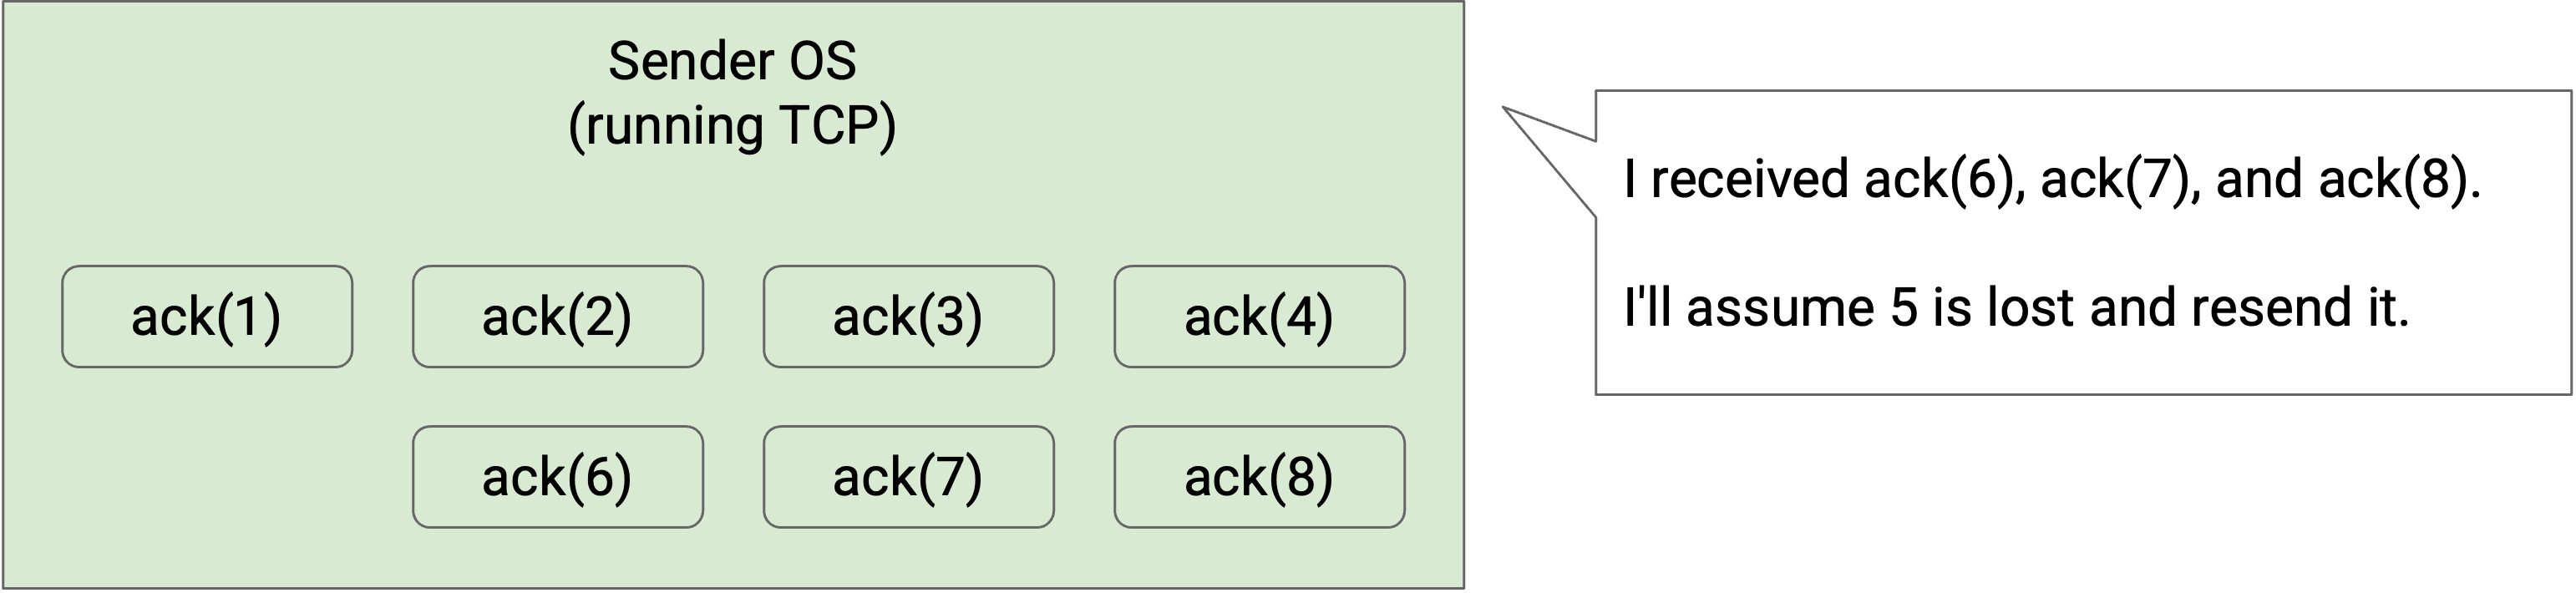 Sender OS
(running TCP)
I received ack(6), ack(7), and ack(8).
I'll assume 5 is lost and resend it.
ack(1)
ack(2)
ack(3)
ack(4)
ack(6)
ack(7)
ack(8)